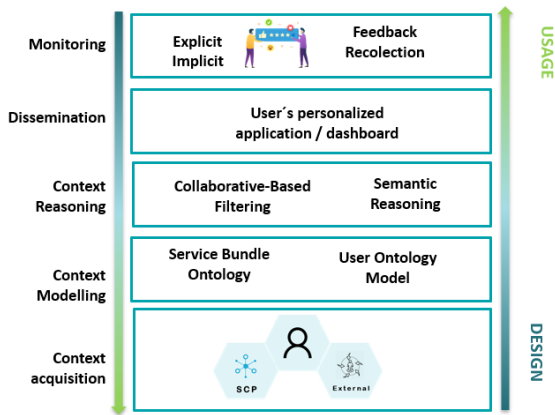 Monitoring
Explicit
Implicit
Feedback
Recolection
Dissemination
User´s personalized
application / dashboard
Context
Reasoning
Collaborative-Based
Filtering
Semantic
Reasoning
Context
Modelling
Service Bundle
Ontology
User Ontology
Model
Context
acquisition
SCP
External
USAGE
DESIGN